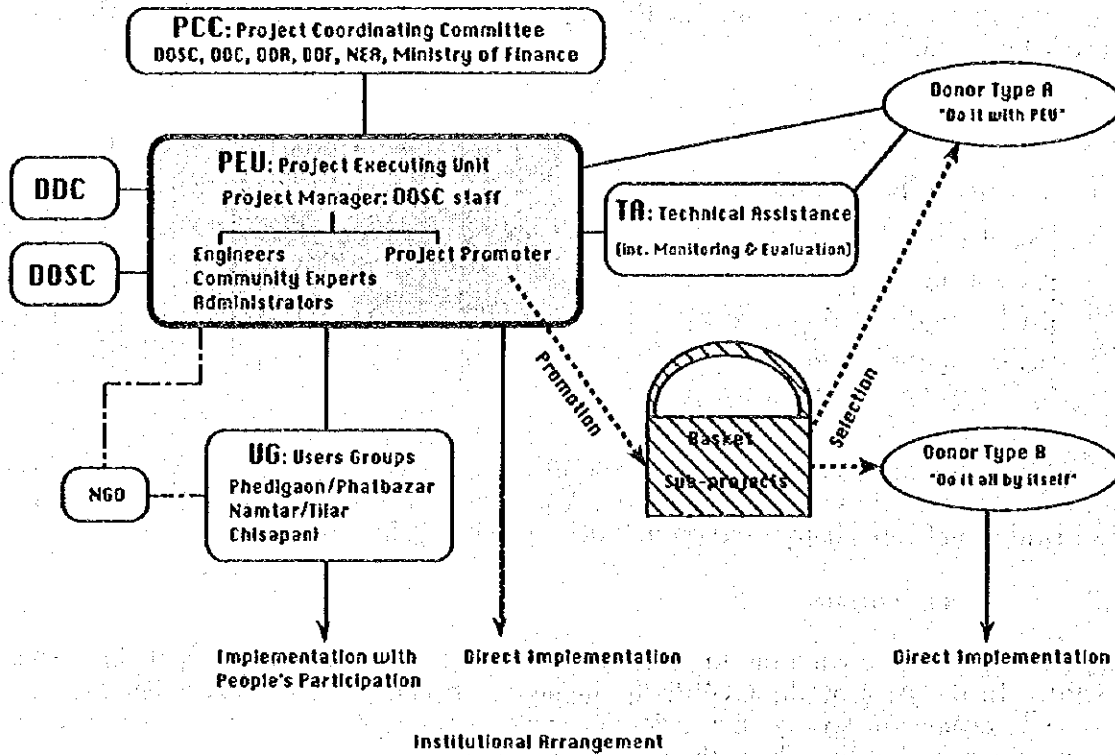 PCC: Project Coordinating Committee
DOSC, DDC, DDR, DDF, NEA, Ministry of Finance
Donor Type A
"Do it with PEU"
PEU: Project Executing Unit
Project Manager: DOSC staff
Engineers
Community Experts
Administrators
Project Promoter
DDC
DOSC
TA: Technical Assistance
(inc. Monitoring & Evaluation)
Promotion
Selection
Basket
Sub-projects
UG: Users Groups
Phedigaon/Phatbazar
Namtar/Tilar
Chisapani
NGO
Donor Type B
"Do it all by itself"
Implementation with
People's Participation
Direct Implementation
Direct Implementation
Institutional Arrangement